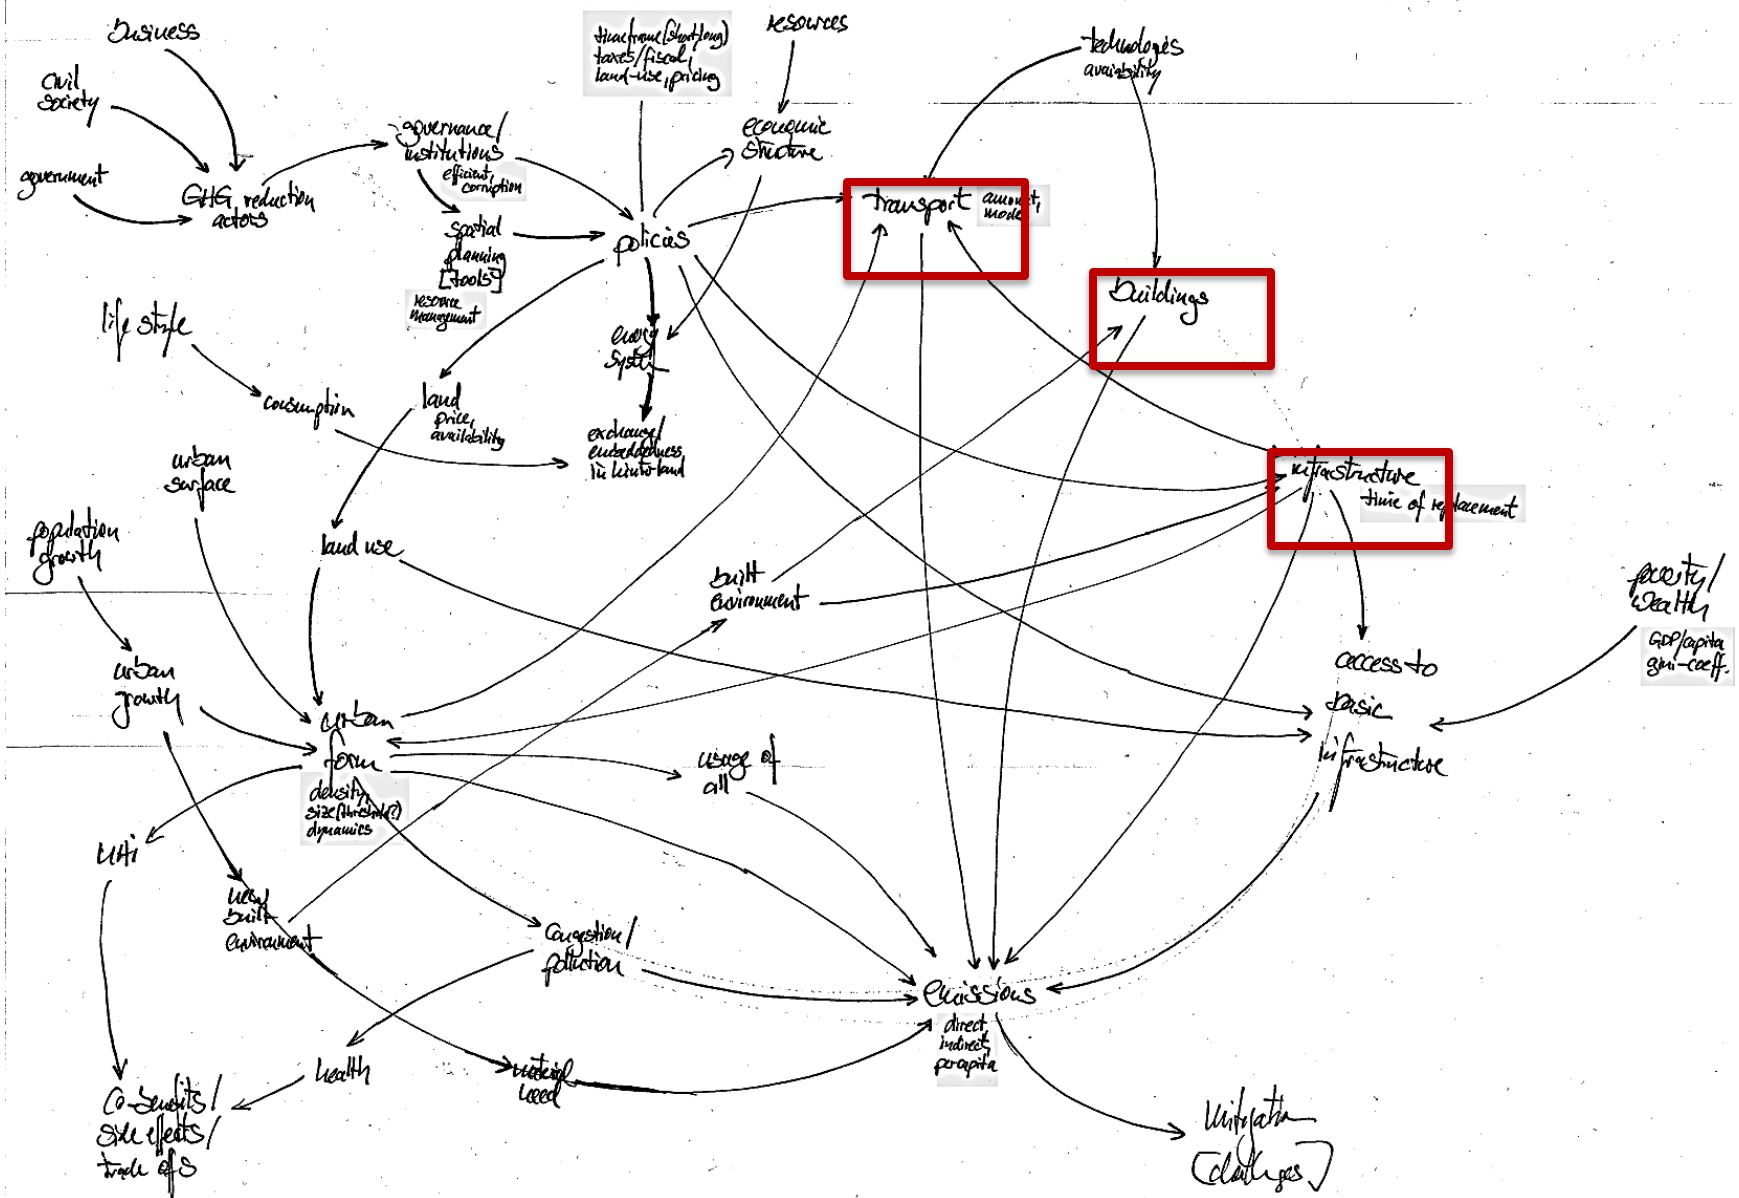 business
civil
society
government
GHG reduction
actors
governance/
institutions
efficient,
corruption
spatial
planning
[tools]
resource
management
timeframe (short/long)
taxes/fiscal,
land-use, pricing
policies
resources
economic
structure
technologies
availability
transport
amount,
mode
buildings
life style
consumption
land
price,
availability
energy
system
exchange/
embeddedness
in hinterland
infrastructure
time of replacement
urban
surface
population
growth
land use
built
environment
poverty/
wealth
GDP/capita
gini-coeff.
access to
basic
infrastructure
urban
growth
urban
form
density,
size (threshold?)
dynamics
usage of
all
UHi
new
built
environment
Congestion/
pollution
emissions
direct,
indirect,
per capita
health
material
need
Co-benefits/
side effects/
trade offs
Mitigation